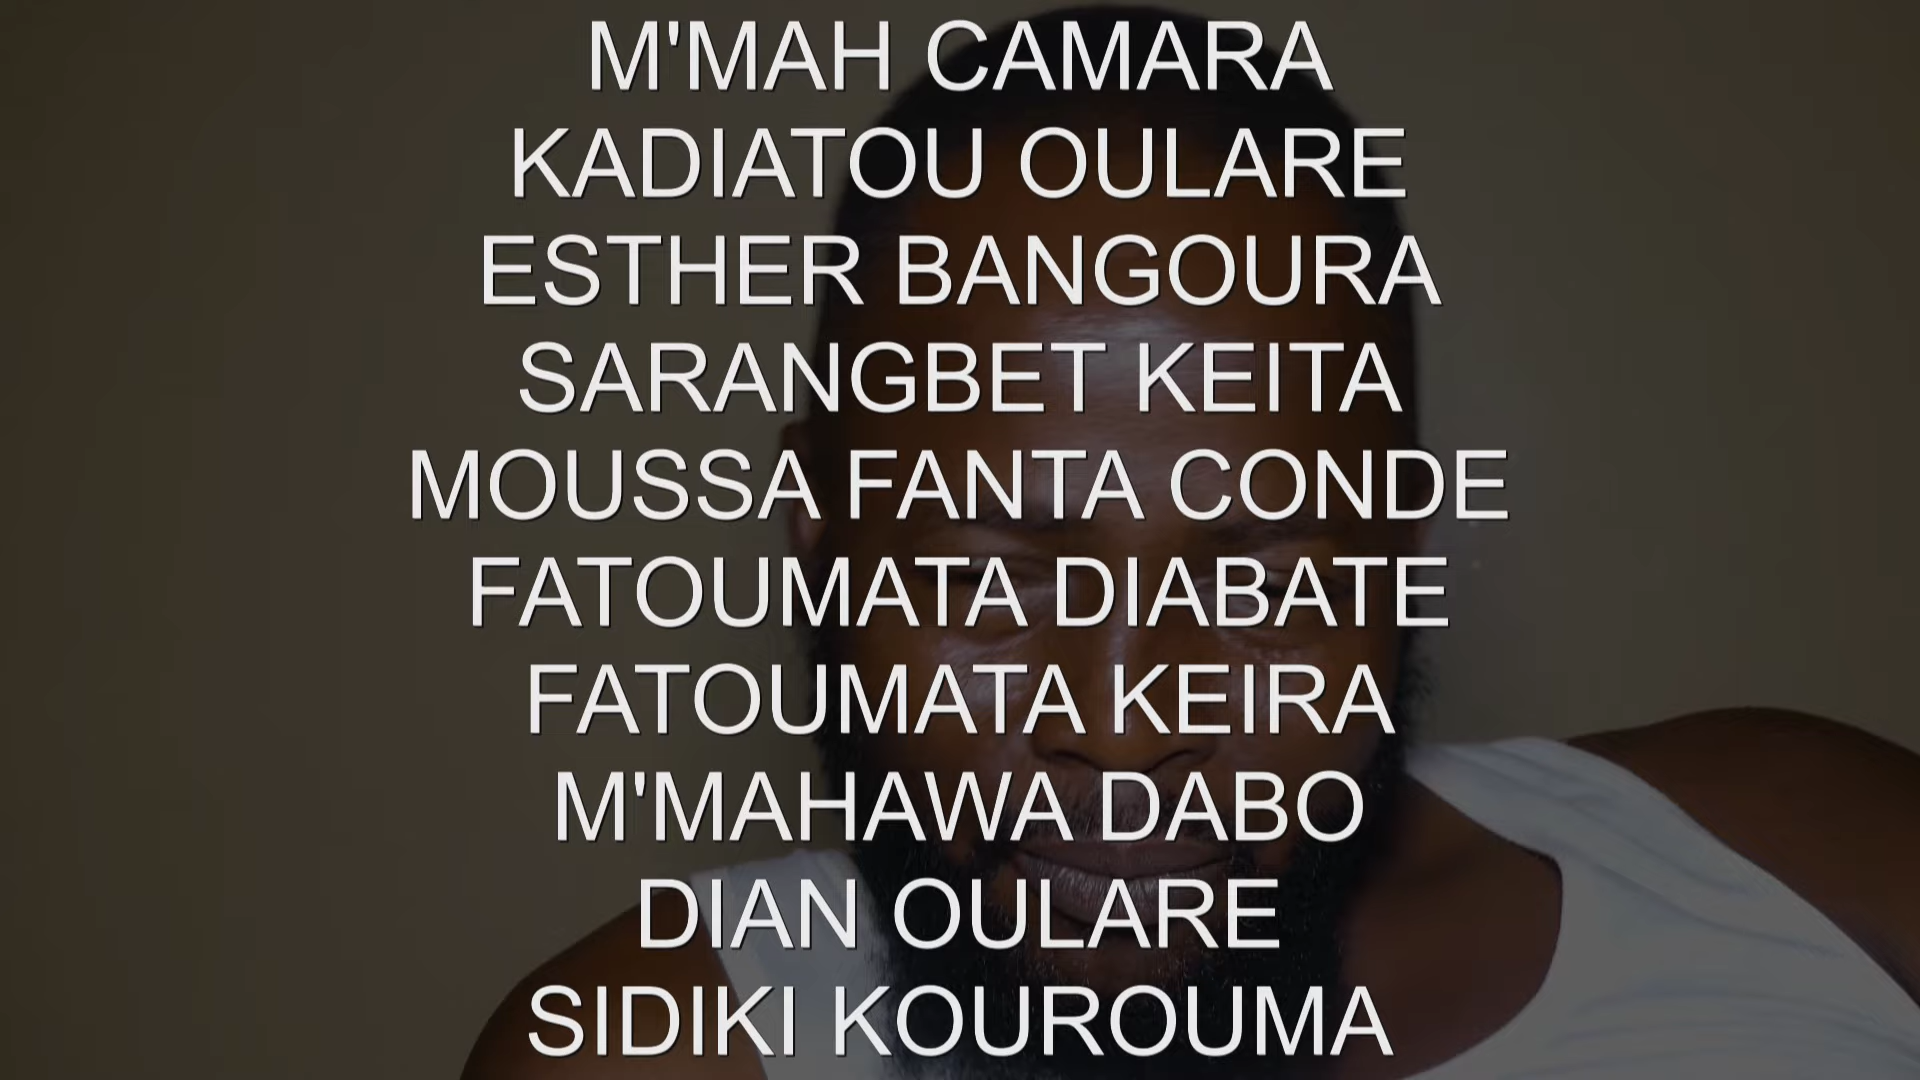 M'MAH CAMARA
KADIATOU OULARE
ESTHER BANGOURA
SARANGBET KEITA
MOUSSA FANTA CONDE
FATOUMATA DIABATE
FATOUMATA KEIRA
M'MAHAWA DABO
DIAN OULARE
SIDIKI KOUROUMA